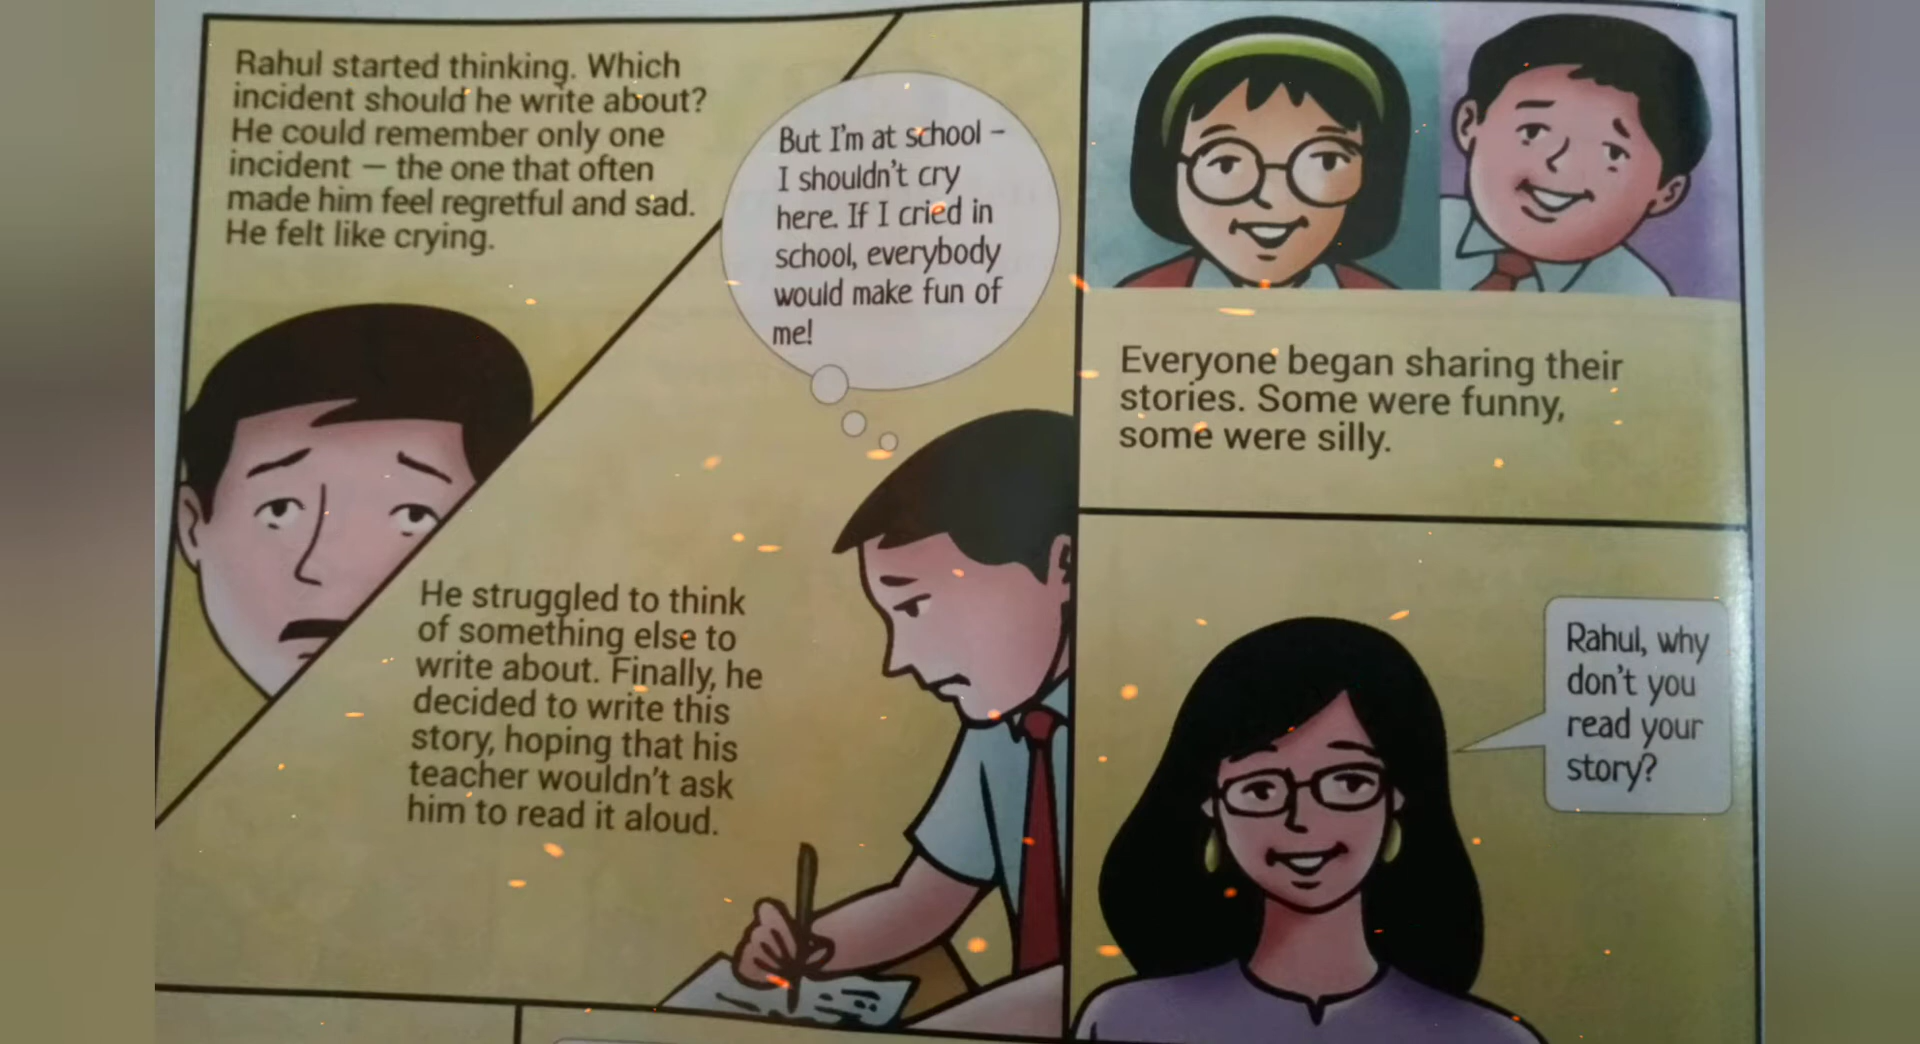 Rahul started thinking. Which
incident should he write about?
He could remember only one
incident – the one that often
made him feel regretful and sad.
He felt like crying.
But I'm at school –
I shouldn't cry
here. If I cried in
school, everybody
would make fun of
me!
He struggled to think
of something else to
write about. Finally, he
decided to write this
story, hoping that his
teacher wouldn't ask
him to read it aloud.
Everyone began sharing their
stories. Some were funny,
some were silly.
Rahul, why
don't you
read your
story?